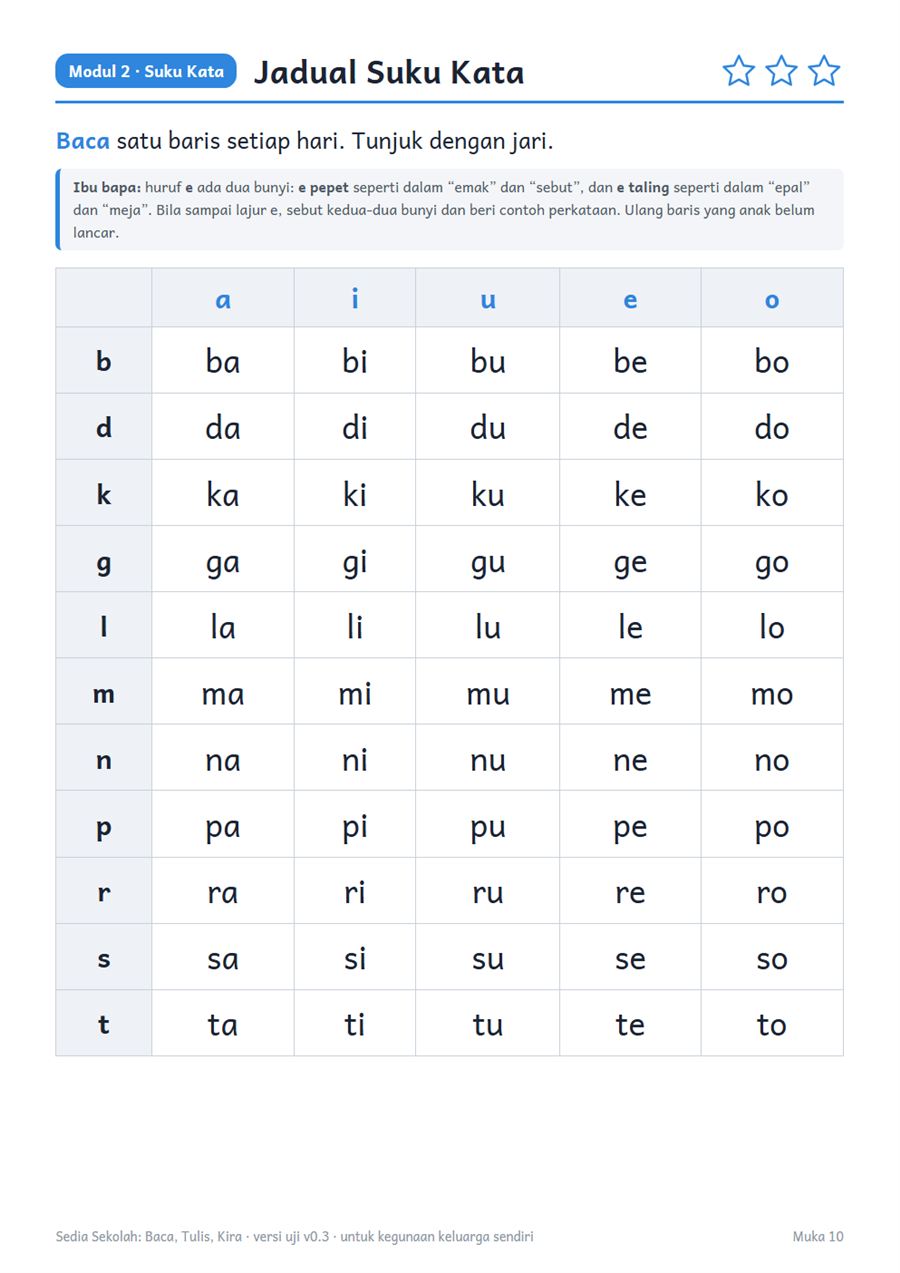 Modul 2 · Suku Kata Jadual Suku Kata
Baca satu baris setiap hari. Tunjuk dengan jari.
Ibu bapa: huruf e ada dua bunyi: e pepet seperti dalam “emak” dan “sebut”, dan e taling seperti dalam “epal”
dan “meja”. Bila sampai lajur e, sebut kedua-dua bunyi dan beri contoh perkataan. Ulang baris yang anak belum
lancar.
a i u e o
b ba bi bu be bo
d da di du de do
k ka ki ku ke ko
g ga gi gu ge go
l la li lu le lo
m ma mi mu me mo
n na ni nu ne no
p pa pi pu pe po
r ra ri ru re ro
s sa si su se so
t ta ti tu te to
Sedia Sekolah: Baca, Tulis, Kira · versi uji v0.3 · untuk kegunaan keluarga sendiri Muka 10